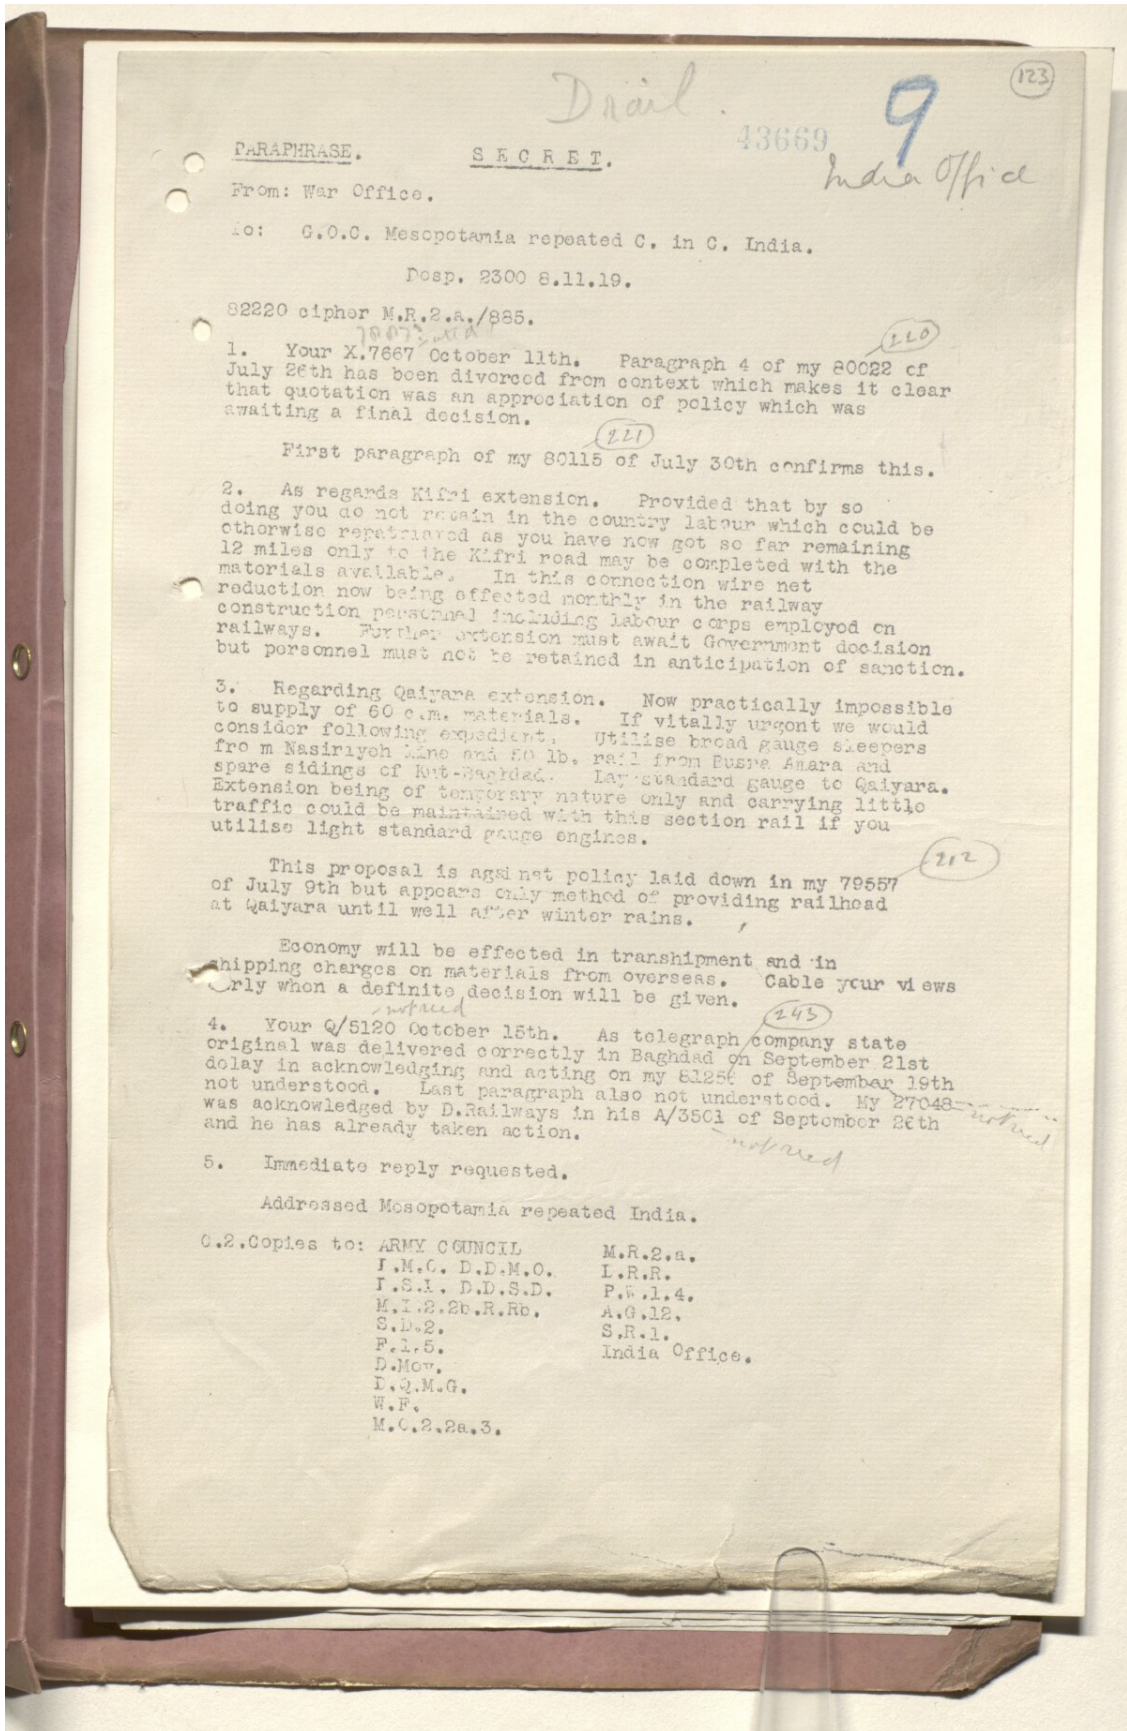 123
9
43669
India Office
PARAPHRASE.
S E C R E T.
From: War Office.
To: G.O.C. Mesopotamia repeated C. in C. India.
Desp. 2300 8.11.19.
82220 cipher M.R.2.a./885.
220
1. Your X.7667 October 11th. Paragraph 4 of my 80022 of
July 26th has been divorced from context which makes it clear
that quotation was an appreciation of policy which was
awaiting a final decision.
221
First paragraph of my 80115 of July 30th confirms this.
2. As regards Kifri extension. Provided that by so
doing you do not retain in the country labour which could be
otherwise repatriated as you have now got so far remaining
12 miles only to the Kifri road may be completed with the
materials available. In this connection wire net
reduction now being effected monthly in the railway
construction personnel including labour corps employed on
railways. Further extension must await Government decision
but personnel must not be retained in anticipation of sanction.
3. Regarding Qaiyara extension. Now practically impossible
to supply of 60 c.m. materials. If vitally urgent we would
consider following expedient. Utilise broad gauge sleepers
fro m Nasiriyeh line and 50 lb. rail from Busra Amara and
spare sidings of Kut-Baghdad. Lay standard gauge to Qaiyara.
Extension being of temporary nature only and carrying little
traffic could be maintained with this section rail if you
utilise light standard gauge engines.
212
This proposal is against policy laid down in my 79557
of July 9th but appears only method of providing railhead
at Qaiyara until well after winter rains.
Economy will be effected in transhipment and in
shipping charges on materials from overseas. Cable your views
rly when a definite decision will be given.
not recd
243
4. Your Q/5120 October 15th. As telegraph company state
original was delivered correctly in Baghdad on September 21st
delay in acknowledging and acting on my 81256 of September 19th
not understood. Last paragraph also not understood. My 27048
was acknowledged by D.Railways in his A/3501 of September 26th
not recd
and he has already taken action.
not recd
5. Immediate reply requested.
Addressed Mesopotamia repeated India.
C.2.Copies to: ARMY COUNCIL M.R.2.a.
D.M.O. D.D.M.O. L.R.R.
D.S.I. D.D.S.D. P.W.1.4.
M.I.2.2b.R.Rb. A.G.12.
S.D.2. S.R.1.
F.1.5. India Office.
D.Mov.
D.Q.M.G.
W.F.
M.O.2.2a.3.